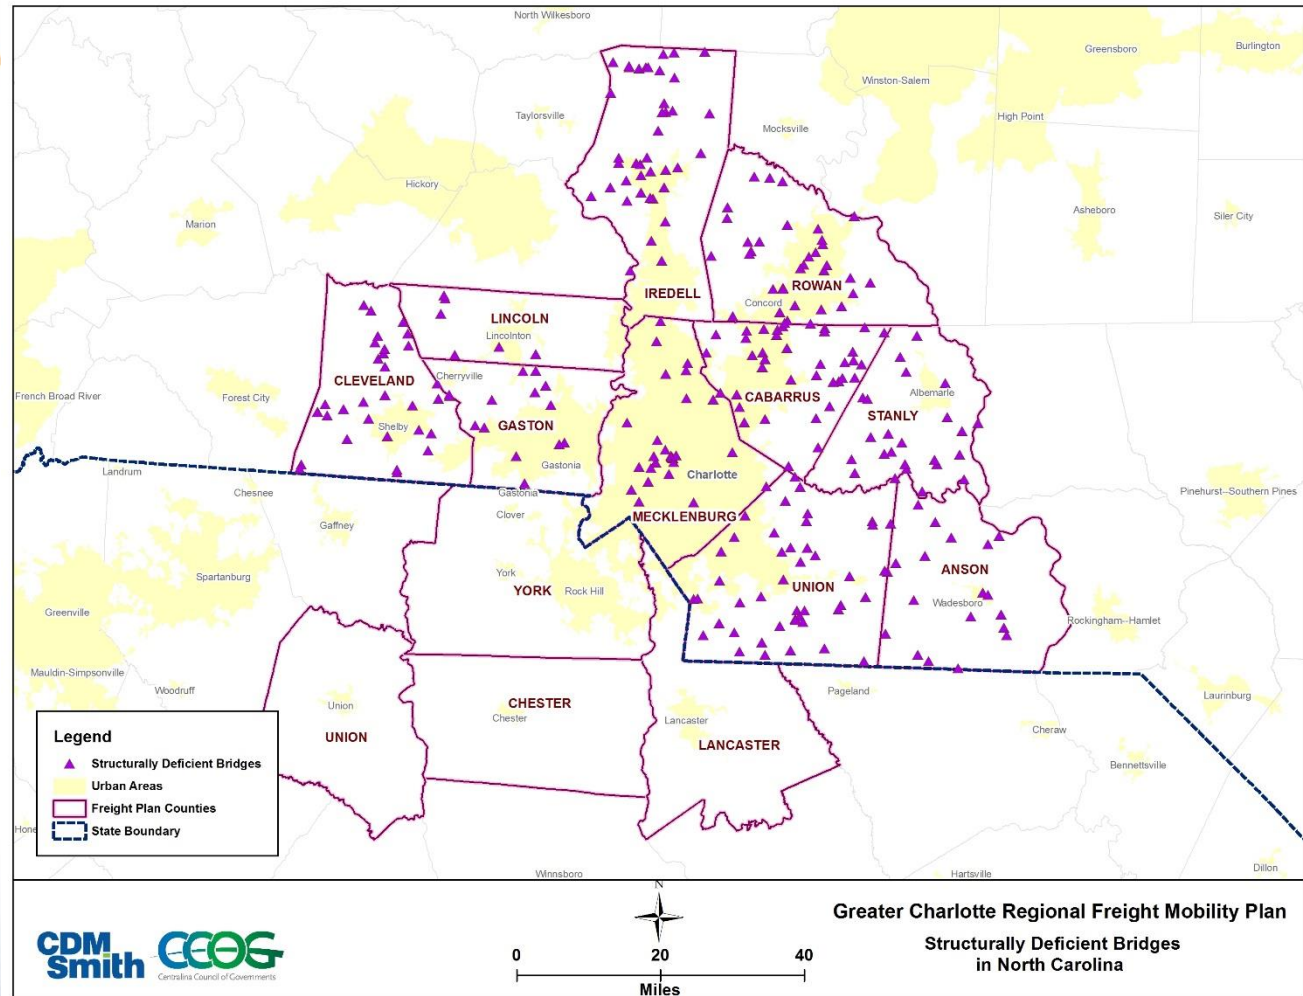 North Wilkesboro
Greensboro
Burlington
Winston-Salem
High Point
Taylorsville
Mocksville
Hickory
Marion
Asheboro
Siler City
IREDELL
ROWAN
Concord
LINCOLN
Lincolnton
CLEVELAND
Cherryville
CABARRUS
Albemarle
STANLY
French Broad River
Forest City
Shelby
GASTON
Gastonia
Charlotte
Landrum
Chesnee
Gastonia
Clover
MECKLENBURG
Pinehurst--Southern Pines
Gaffney
Spartanburg
York
YORK
Rock Hill
UNION
ANSON
Wadesboro
Greenville
Rockingham--Hamlet
Mauldin-Simpsonville
Woodruff
Union
UNION
CHESTER
Chester
Lancaster
LANCASTER
Pageland
Laurinburg
Cheraw
Bennettsville
Legend
Structurally Deficient Bridges
Urban Areas
Freight Plan Counties
State Boundary
Hone
Winnsboro
Hartsville
Dillon
N
Greater Charlotte Regional Freight Mobility Plan
Structurally Deficient Bridges
in North Carolina
CDM
Smith
CCOG
Centralina Council of Governments
0 20 40
Miles